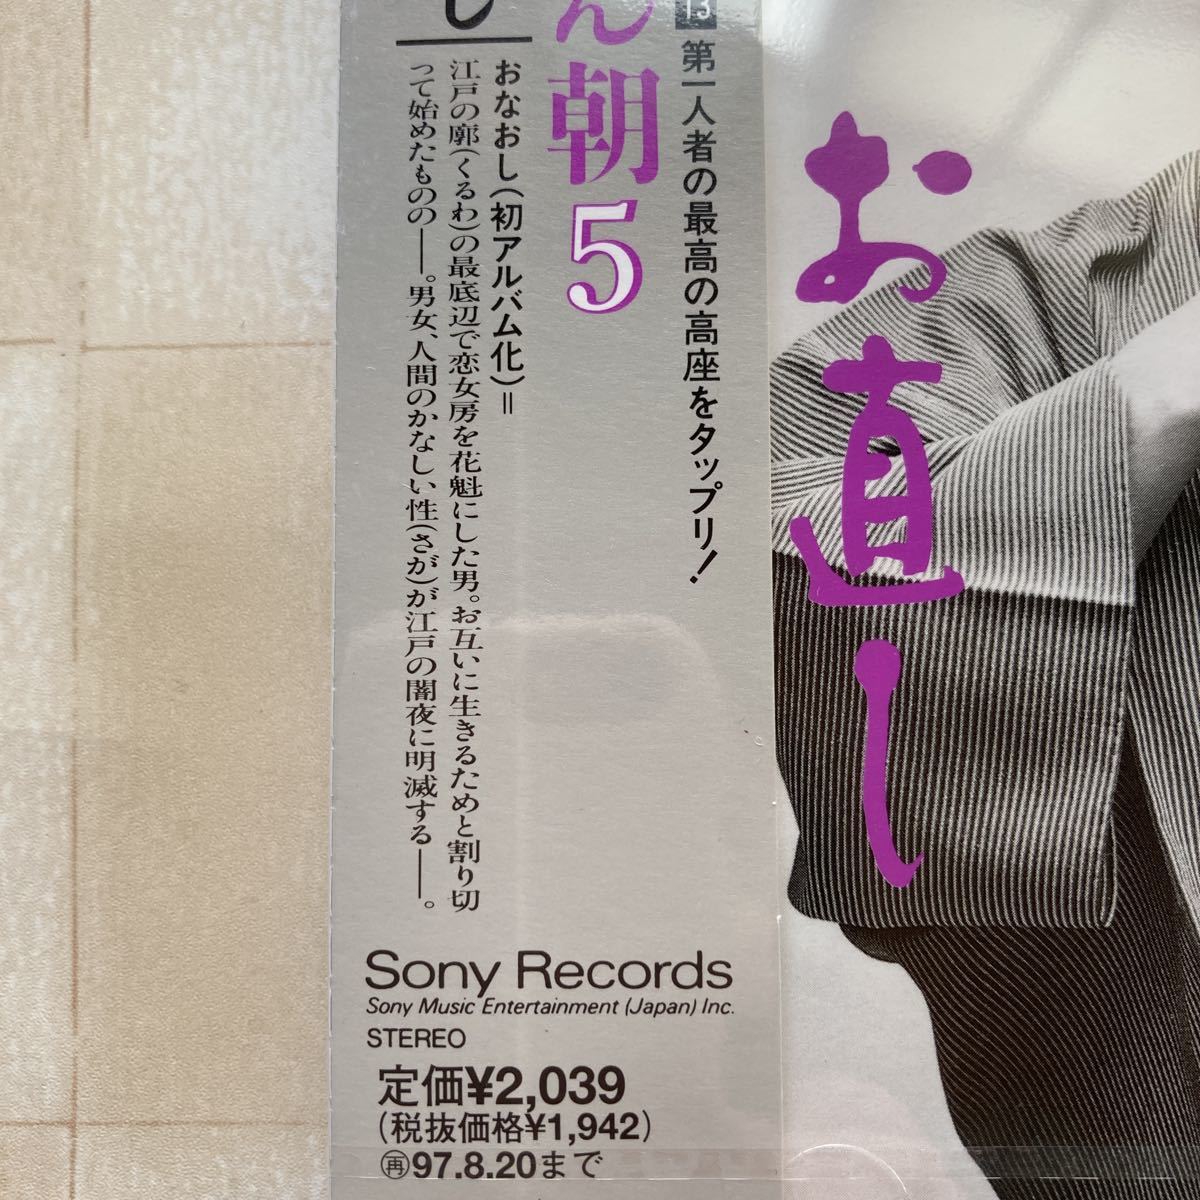 お直し
13
第一人者の最高の高座をタップリ！
ん朝5
し
おなおし（初アルバム化）＝
江戸の廓（くるわ）の最底辺で恋女房を花魁にした男。お互いに生きるためと割り切
って始めたものの——。男女、人間のかなしい性（さが）が江戸の闇夜に明滅する——。
Sony Records
Sony Music Entertainment (Japan) Inc.
STEREO
定価¥2,039
（税抜価格¥1,942）
㊢97.8.20まで